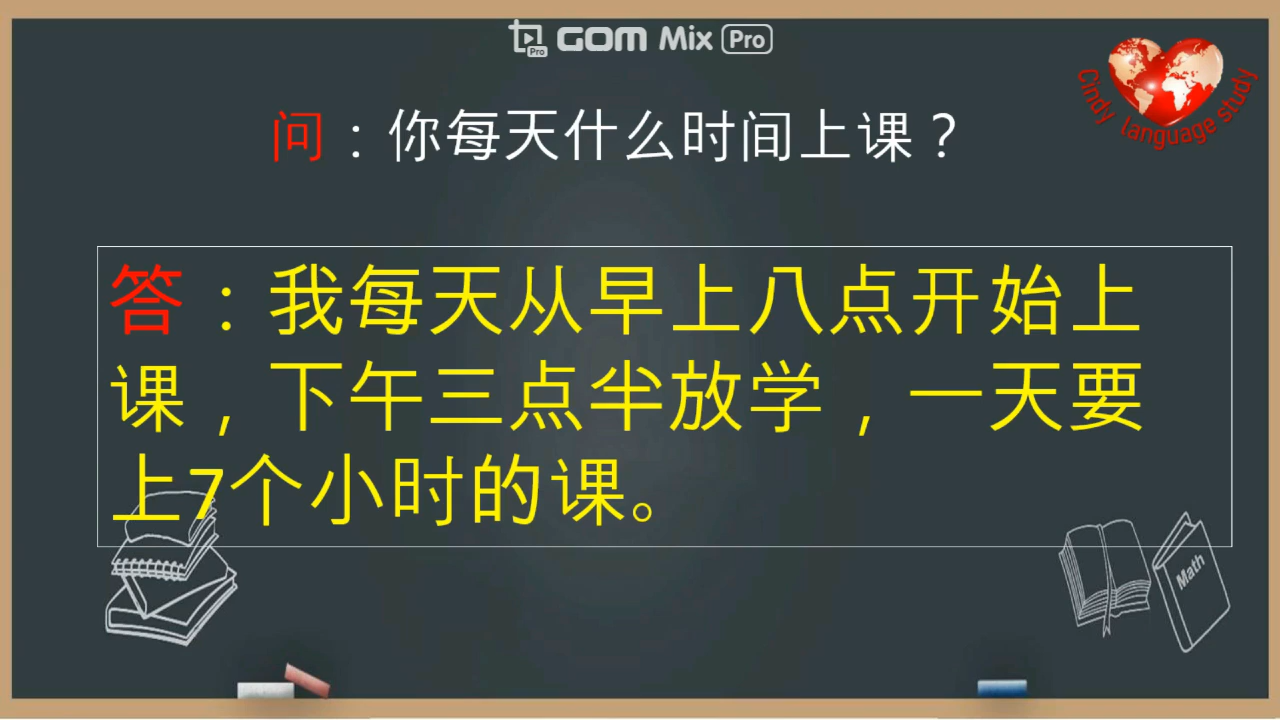 GOM Mix Pro
Pro
Cindy language study
问：你每天什么时间上课？
答：我每天从早上八点开始上
课，下午三点半放学，一天要
上7个小时的课。
Math